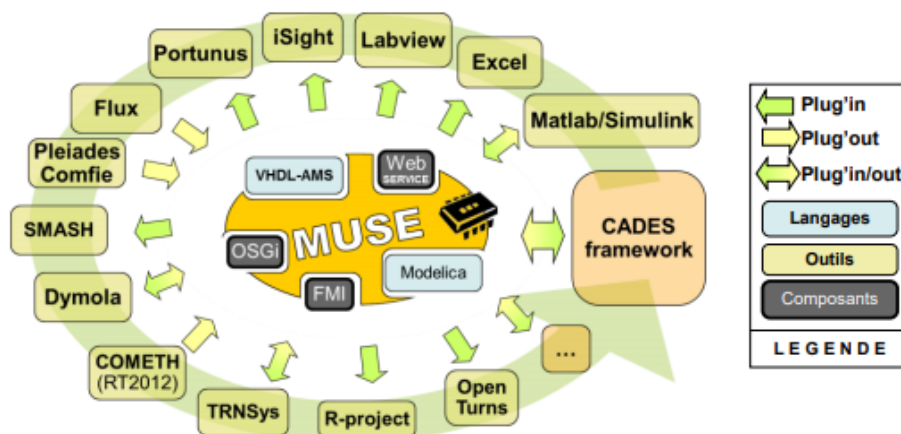 iSight
Labview
Portunus
Excel
Flux
Matlab/Simulink
Pleiades
Comfie
SMASH
Dymola
COMETH
(RT2012)
TRNSys
R-project
Open
Turns
...
CADES
framework
VHDL-AMS
Web
SERVICE
MUSE
OSGi
Modelica
FMI
Plug'in
Plug'out
Plug'in/out
Langages
Outils
Composants
LEGENDE